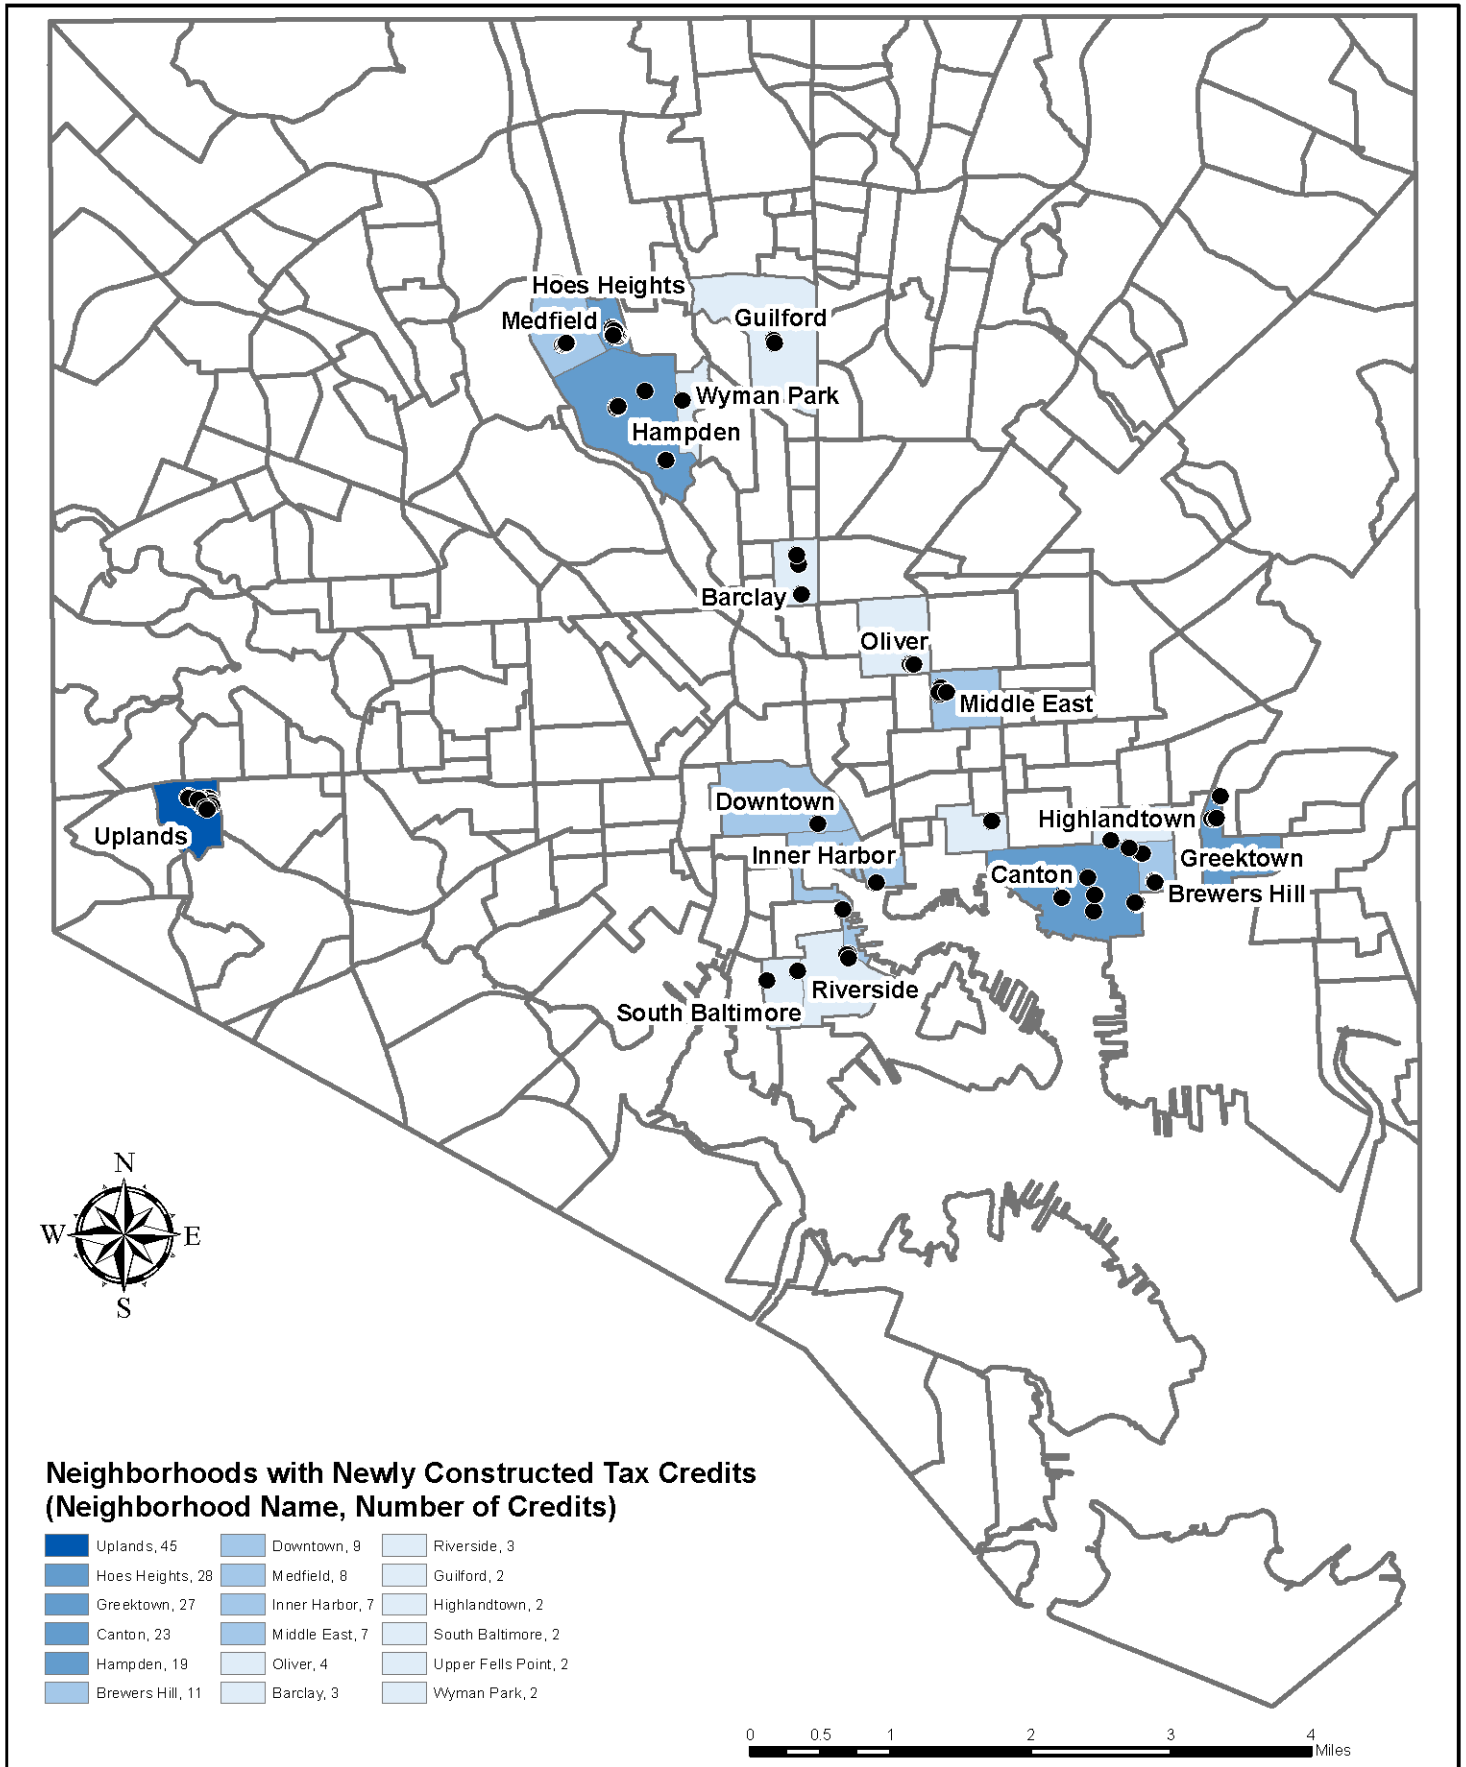 Hoes Heights
Medfield
Guilford
Wyman Park
Hampden
Barclay
Oliver
Middle East
Downtown
Highlandtown
Uplands
Inner Harbor
Greektown
Canton
Brewers Hill
Riverside
South Baltimore
N
W
E
S
Neighborhoods with Newly Constructed Tax Credits
(Neighborhood Name, Number of Credits)
Uplands, 45
Hoes Heights, 28
Greektown, 27
Canton, 23
Hampden, 19
Brewers Hill, 11
Downtown, 9
Medfield, 8
Inner Harbor, 7
Middle East, 7
Oliver, 4
Barclay, 3
Riverside, 3
Guilford, 2
Highlandtown, 2
South Baltimore, 2
Upper Fells Point, 2
Wyman Park, 2
0 0.5 1 2 3 4
Miles